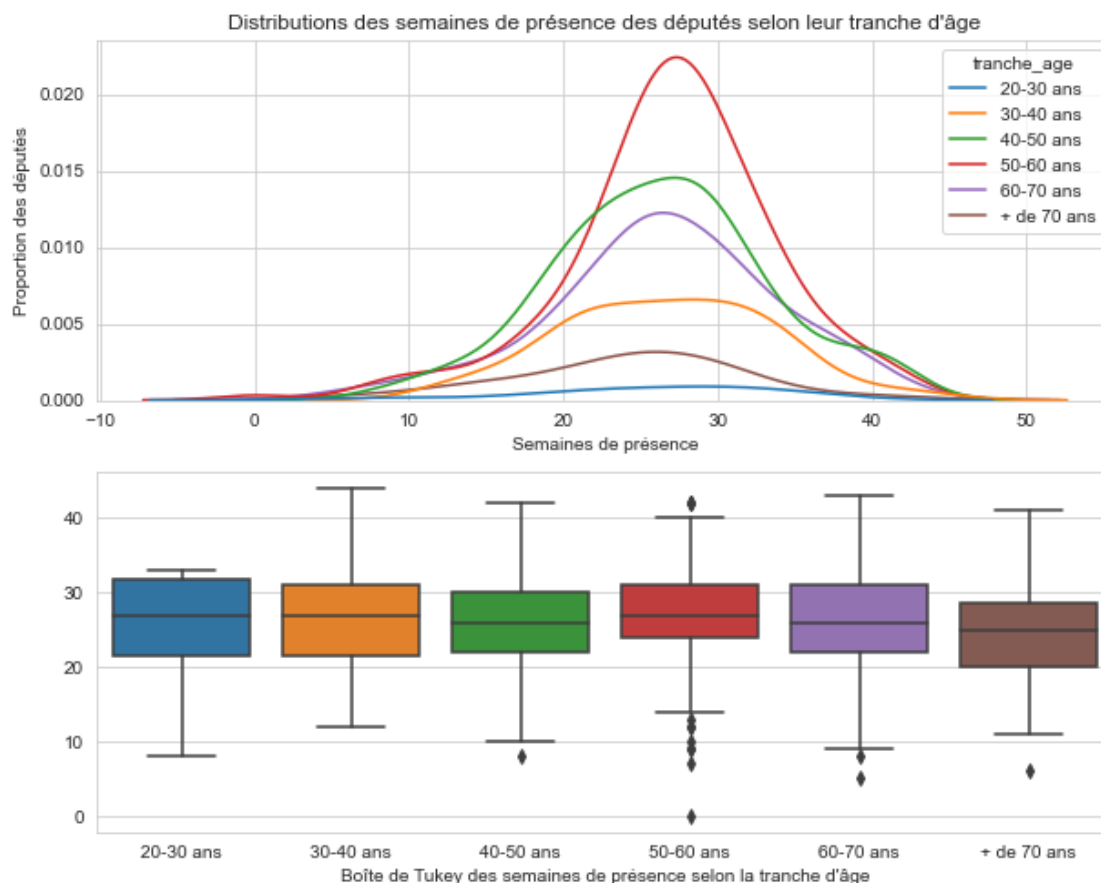 Distributions des semaines de présence des députés selon leur tranche d'âge
Proportion des députés
0.020
0.015
0.010
0.005
0.000
tranche_age
20-30 ans
30-40 ans
40-50 ans
50-60 ans
60-70 ans
+ de 70 ans
−10 0 10 20 30 40 50
Semaines de présence
40
30
20
10
0
20-30 ans 30-40 ans 40-50 ans 50-60 ans 60-70 ans + de 70 ans
Boîte de Tukey des semaines de présence selon la tranche d'âge